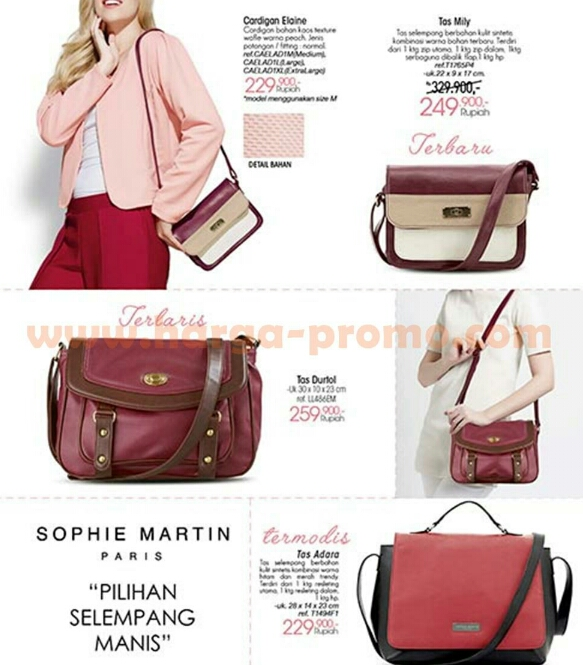 Cardigan Elaine
Cardigan bahan kaos texture
wafle warna peach. Jenis
potongan / fitting : normal.
ref.CAELAD1M(Medium),
CAELAD1L(Large),
CAELAD1XL(ExtraLarge)
229.900,-
Rupiah
*model menggunakan size M
DETAIL BAHAN
Tas Mily
Tas selempang berbahan kulit sintetis
kombinasi warna bahan terbaru. Terdiri
dari 1 ktg zip utama, 1 ktg zip dalam, 1ktg
serbaguna dibalik flap,1 ktg hp
ref.T1765P4
-uk.22 x 9 x 17 cm.
Rp 329.900,-
249.900,-
Rupiah
Terbaru
www.harga-promo.com
Terlaris
Tas Durtol
-Uk 30 x 10 x 23 cm
ref. LL466EM
259.900,-
Rupiah
SOPHIE MARTIN
PARIS
“PILIHAN
SELEMPANG
MANIS”
termodis
Tas Adara
Tas selempang berbahan
kulit sintetis kombinasi warna
hitam dan merah trendy.
Terdiri dari 1 ktg resleting
utama, 1 ktg resleting dalam,
1 ktg hp.
-uk. 28 x 14 x 23 cm
ref. T1494F1
229.900,-
Rupiah